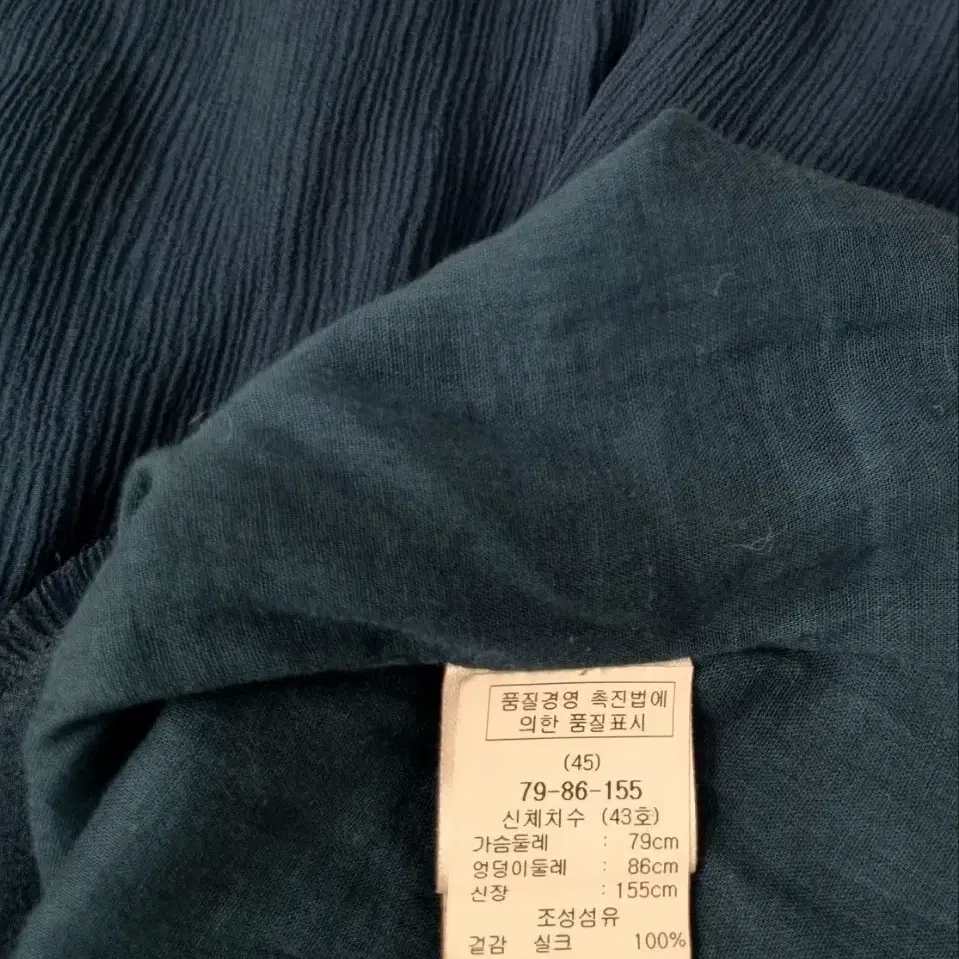 품질경영 촉진법에
의한 품질표시
(45)
79-86-155
신체치수 (43호)
가슴둘레 : 79cm
엉덩이둘레 : 86cm
신장 : 155cm
조성섬유
겉감 실크 100%